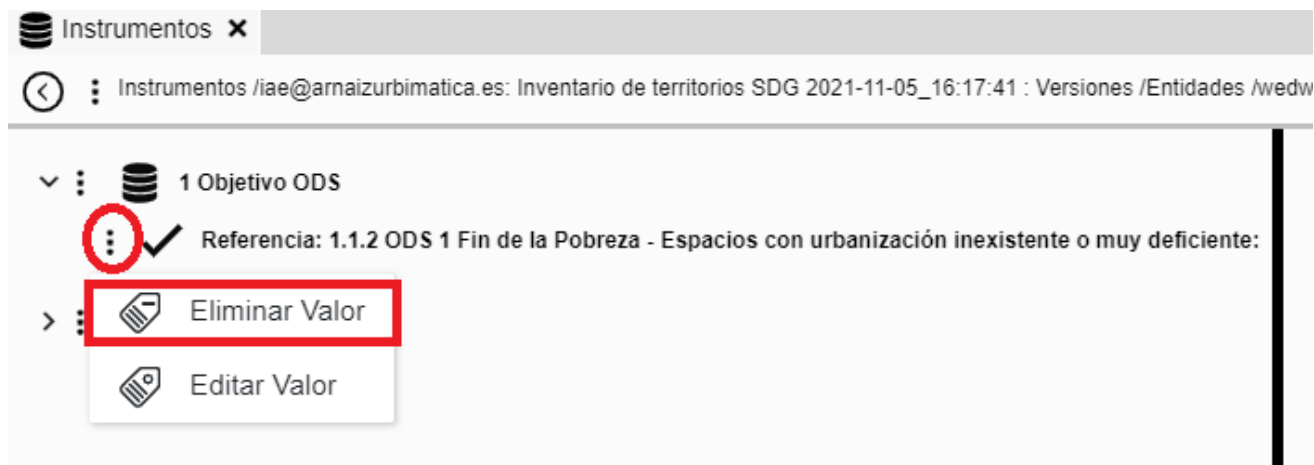 Instrumentos
Instrumentos /iae@arnaizurbimatica.es: Inventario de territorios SDG 2021-11-05_16:17:41 : Versiones /Entidades /wedw
1 Objetivo ODS
Referencia: 1.1.2 ODS 1 Fin de la Pobreza - Espacios con urbanización inexistente o muy deficiente:
Eliminar Valor
Editar Valor